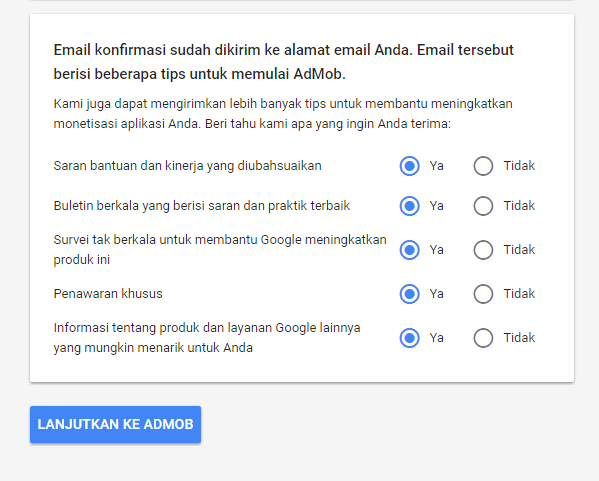 Email konfirmasi sudah dikirim ke alamat email Anda. Email tersebut
berisi beberapa tips untuk memulai AdMob.
Kami juga dapat mengirimkan lebih banyak tips untuk membantu meningkatkan
monetisasi aplikasi Anda. Beri tahu kami apa yang ingin Anda terima:
Saran bantuan dan kinerja yang diubahsuaikan Ya Tidak
Buletin berkala yang berisi saran dan praktik terbaik Ya Tidak
Survei tak berkala untuk membantu Google meningkatkan
produk ini Ya Tidak
Penawaran khusus Ya Tidak
Informasi tentang produk dan layanan Google lainnya
yang mungkin menarik untuk Anda Ya Tidak
LANJUTKAN KE ADMOB